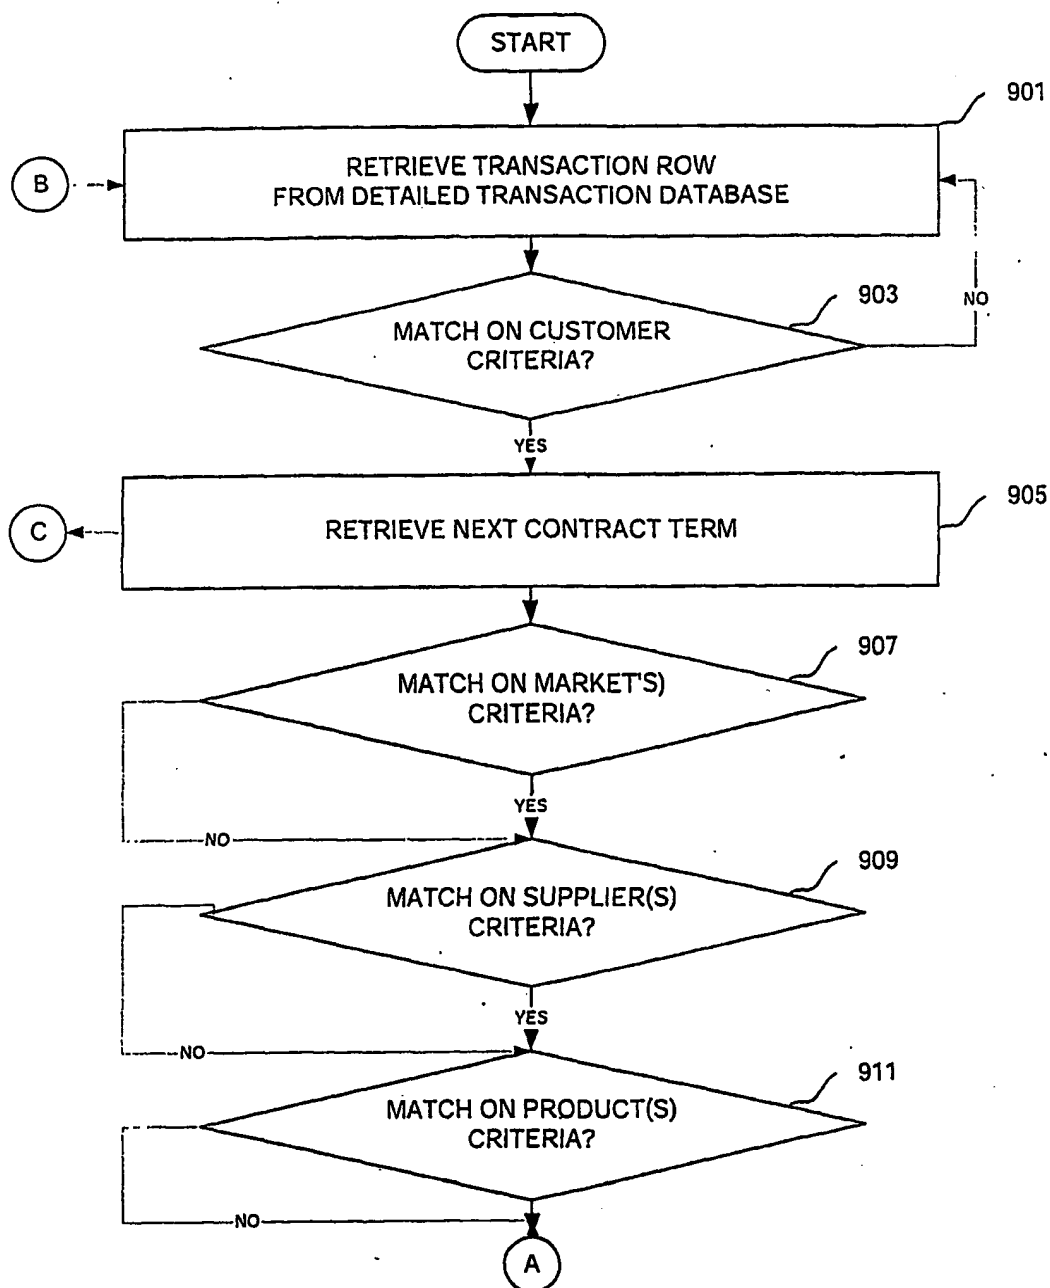 START
901
RETRIEVE TRANSACTION ROW
FROM DETAILED TRANSACTION DATABASE
B
903
NO
MATCH ON CUSTOMER
CRITERIA?
YES
905
C
RETRIEVE NEXT CONTRACT TERM
907
MATCH ON MARKET'S)
CRITERIA?
YES
NO
909
MATCH ON SUPPLIER(S)
CRITERIA?
YES
NO
911
MATCH ON PRODUCT(S)
CRITERIA?
NO
A